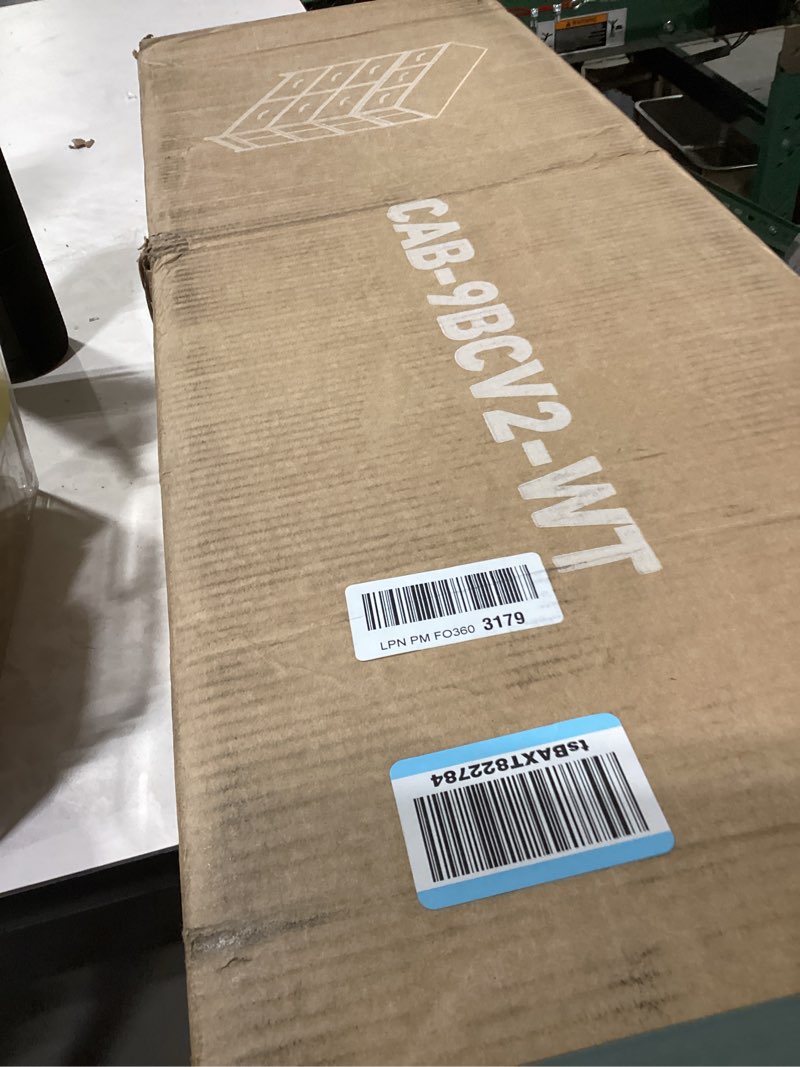 CAB-9BCV2-WT
LPN PM FO360 3179
tsBAXT822784